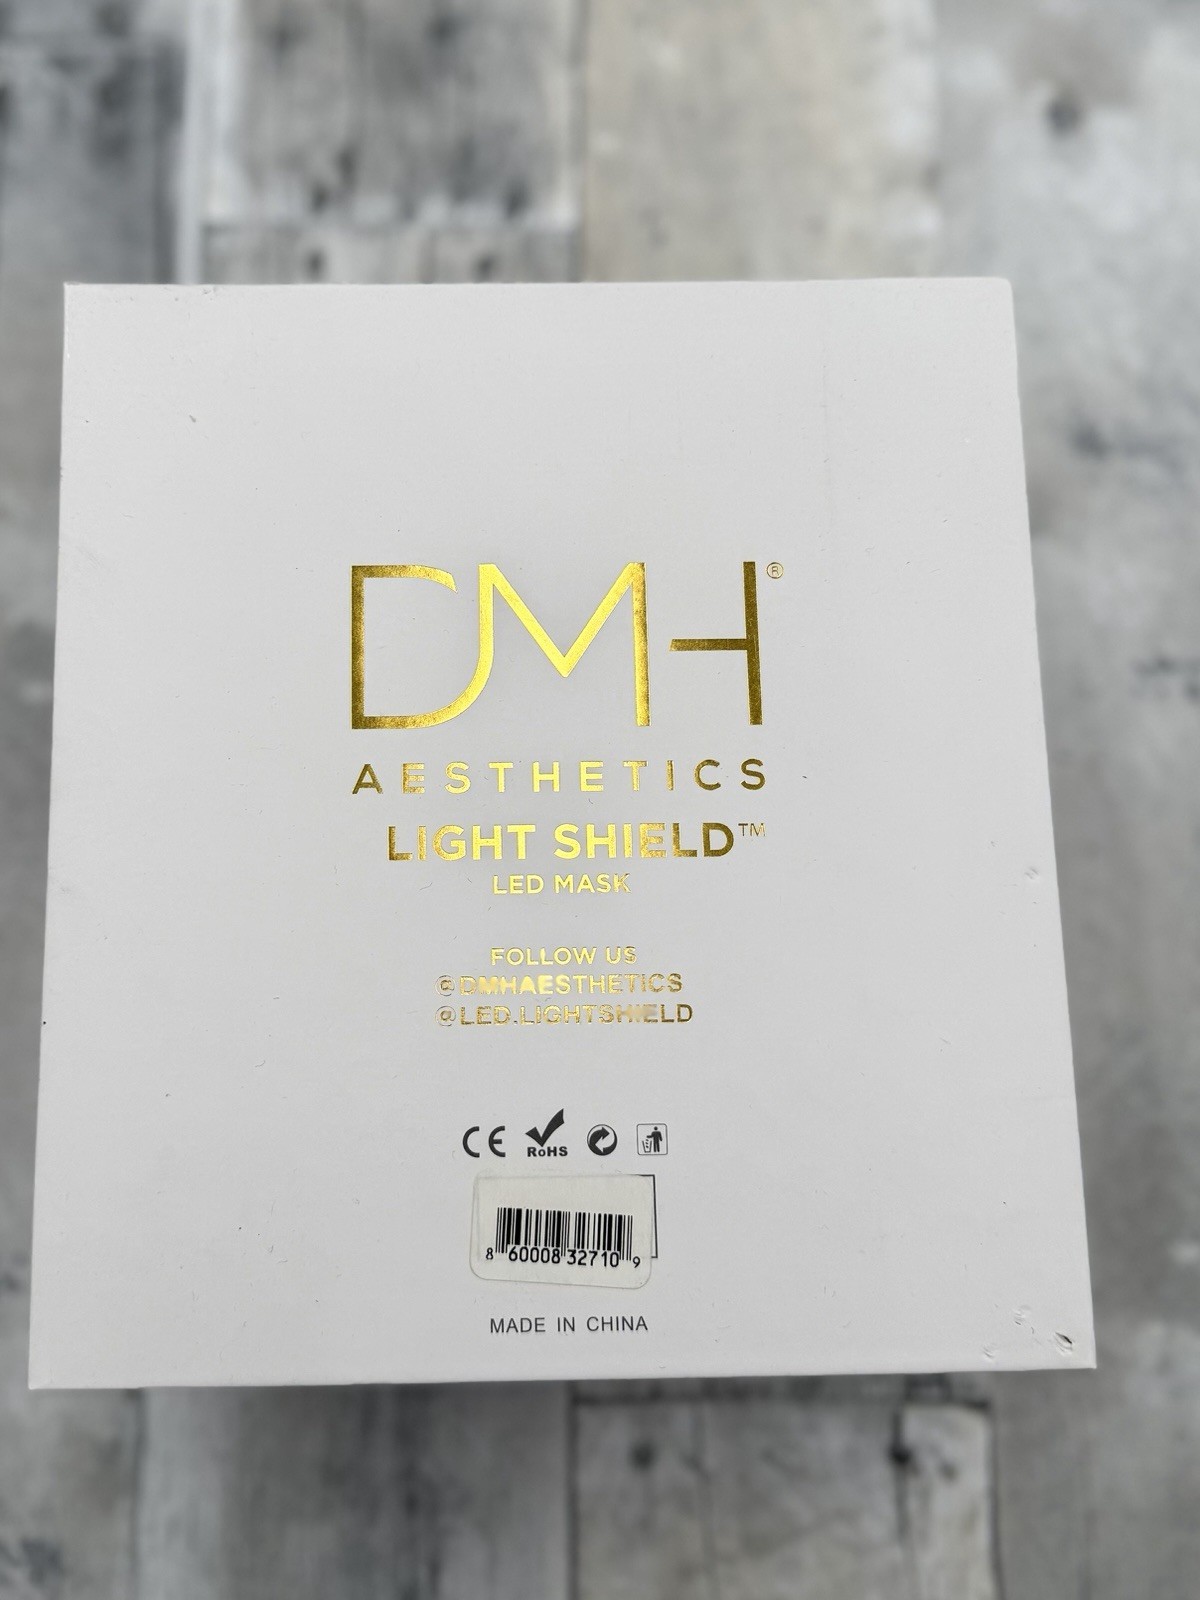 DMH®
AESTHETICS
LIGHT SHIELD™
LED MASK
FOLLOW US
@DMHAESTHETICS
@LED.LIGHTSHIELD
CE RoHS
8 60008 32710 9
MADE IN CHINA